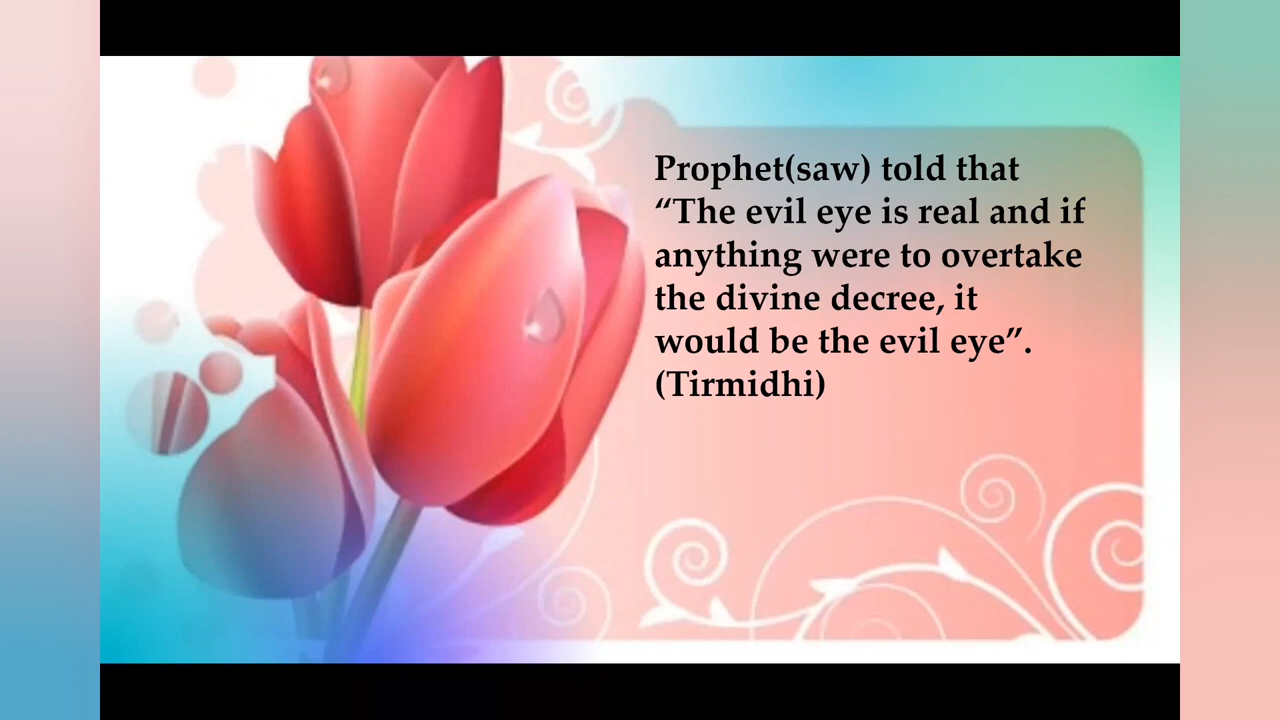 Prophet(saw) told that
“The evil eye is real and if
anything were to overtake
the divine decree, it
would be the evil eye”.
(Tirmidhi)